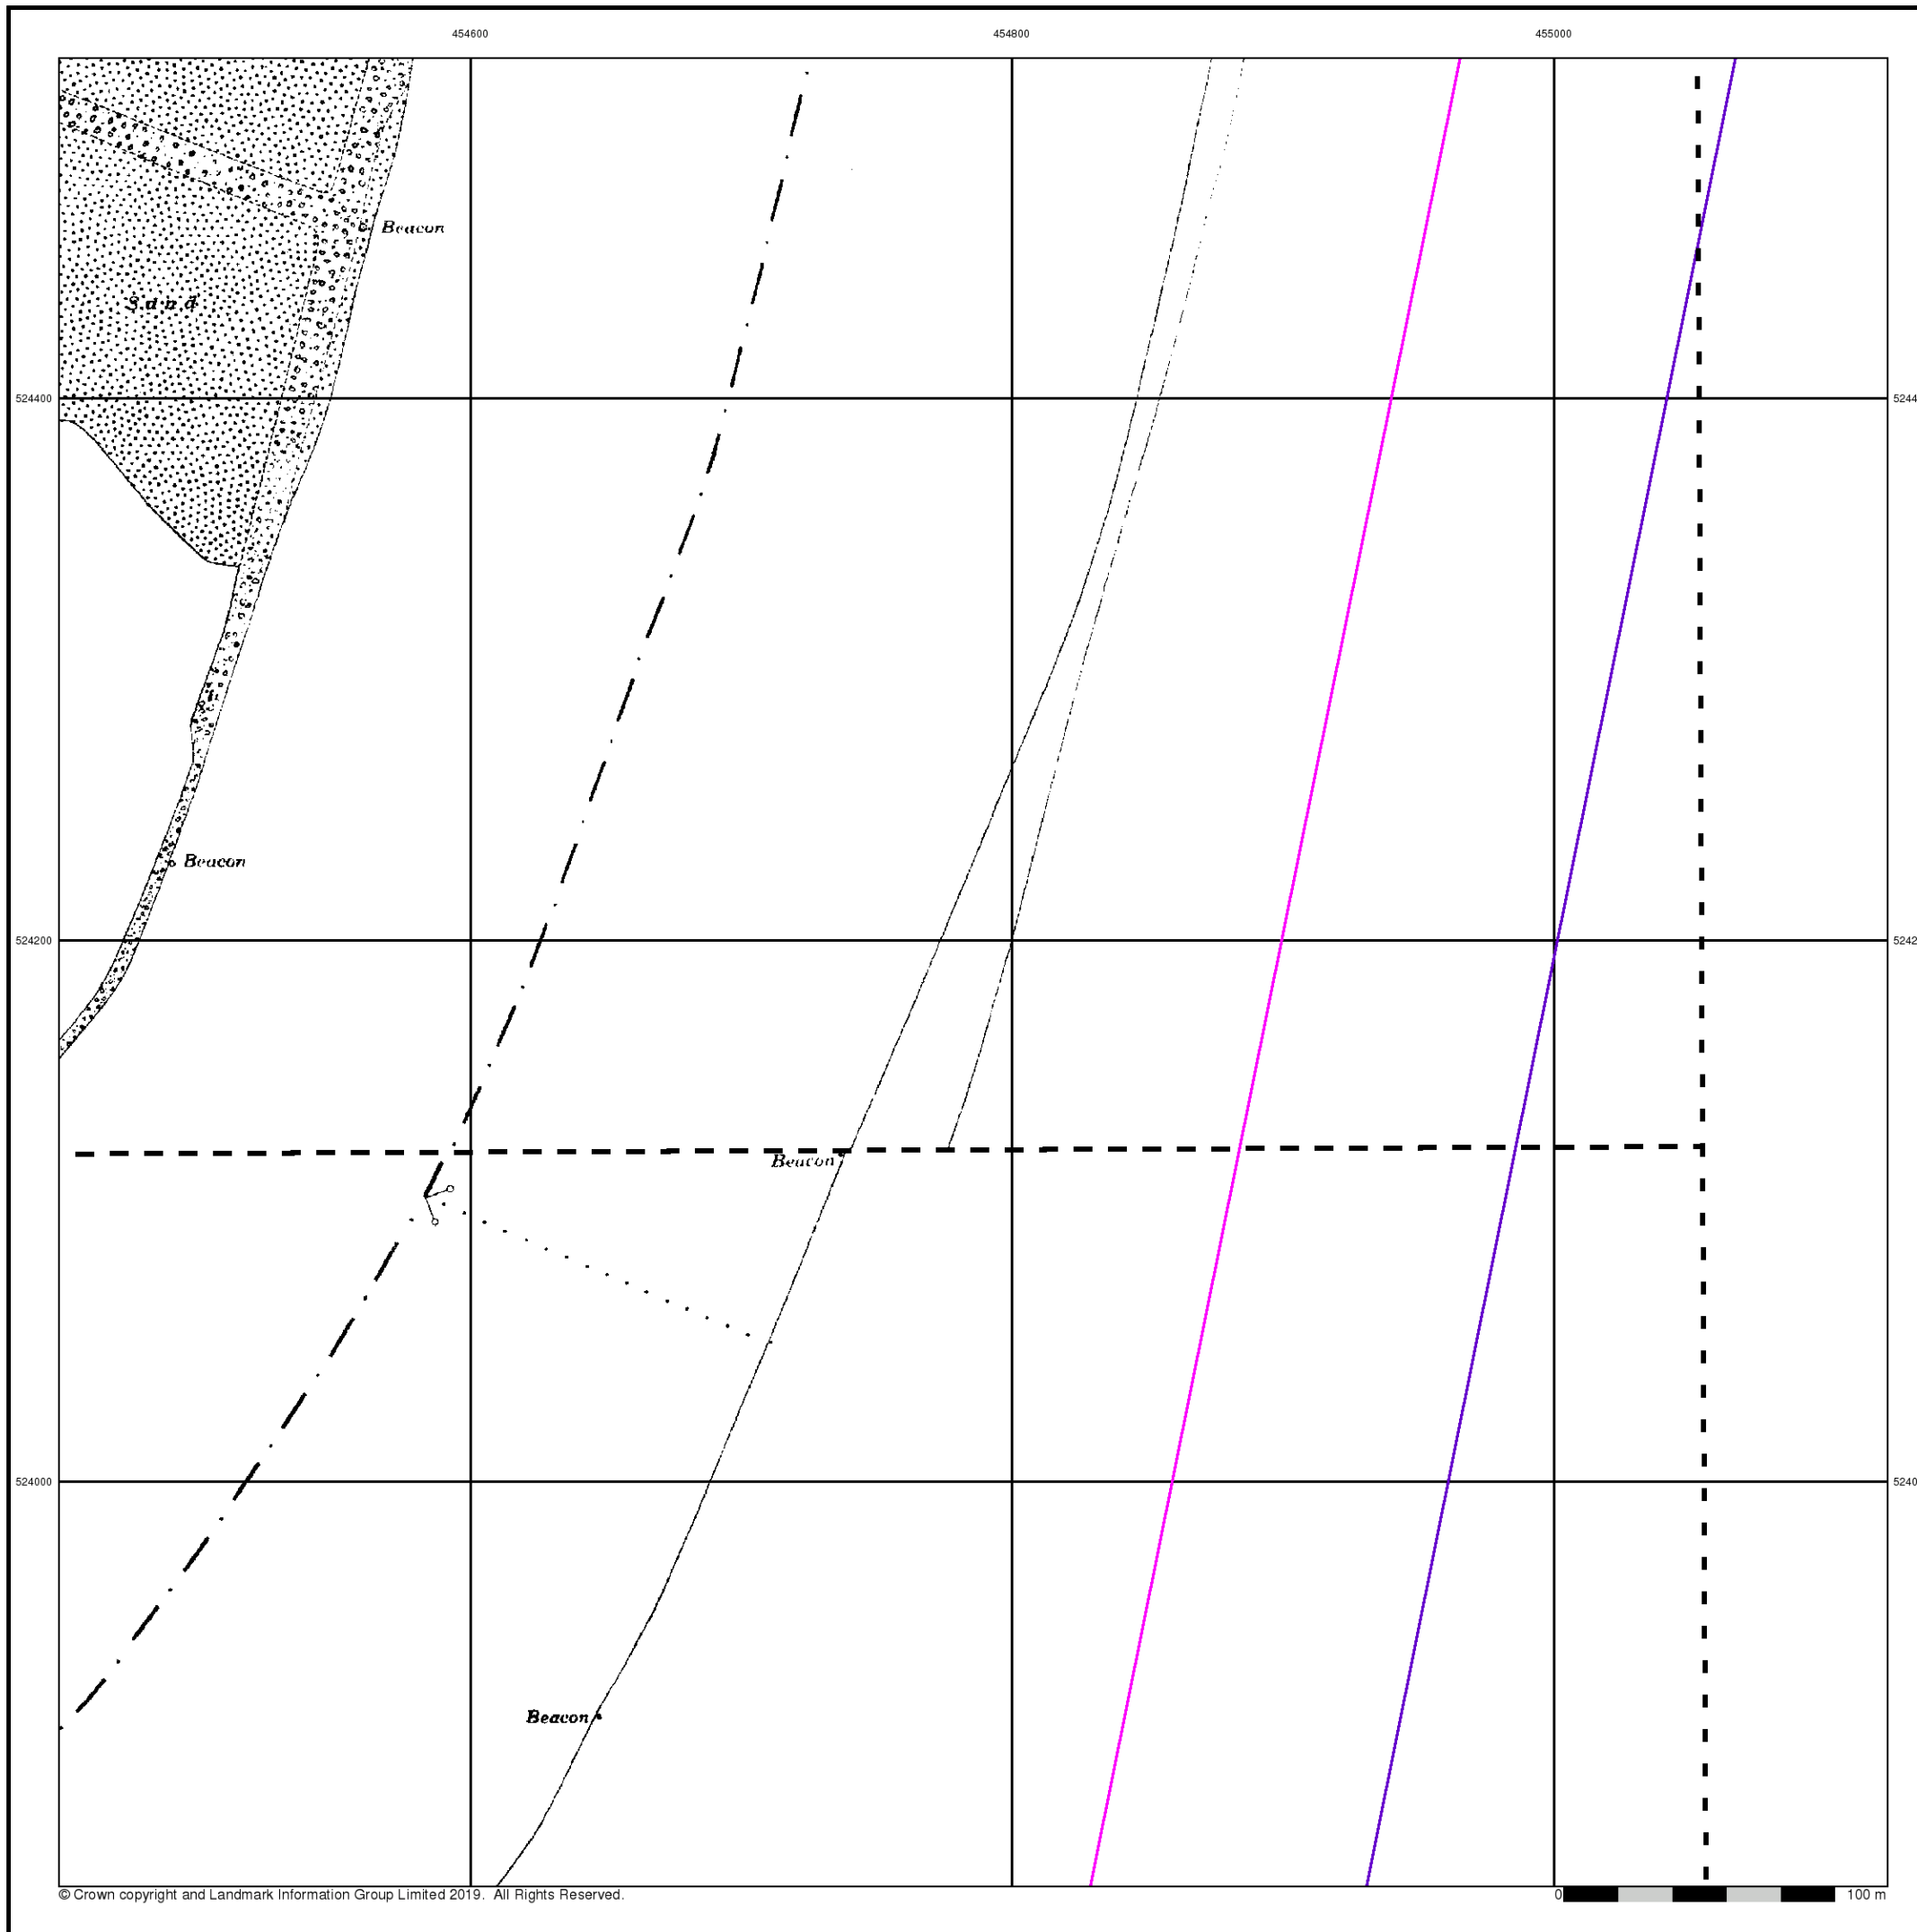 454600 454800 455000
Beacon
Sand
524400 5244
Beacon
524200 5242
Beacon
524000 5240
Beacon
© Crown copyright and Landmark Information Group Limited 2019. All Rights Reserved. 0 100 m